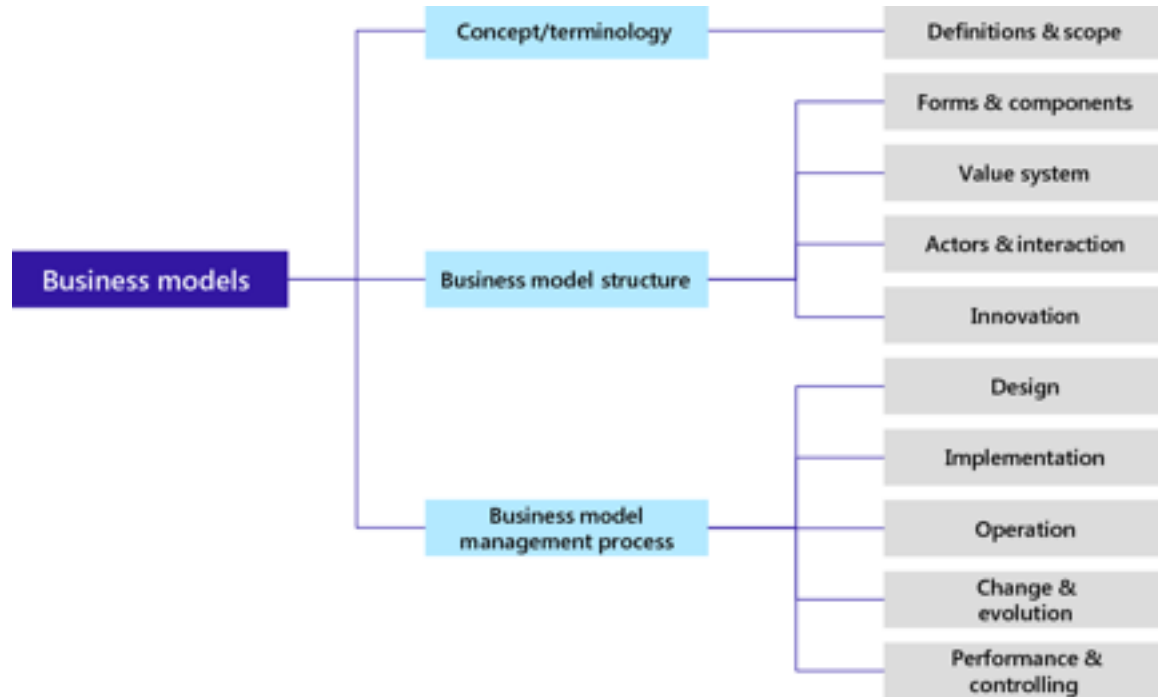 Concept/terminology
Definitions & scope
Forms & components
Value system
Actors & interaction
Business models
Business model structure
Innovation
Design
Implementation
Business model
management process
Operation
Change &
evolution
Performance &
controlling